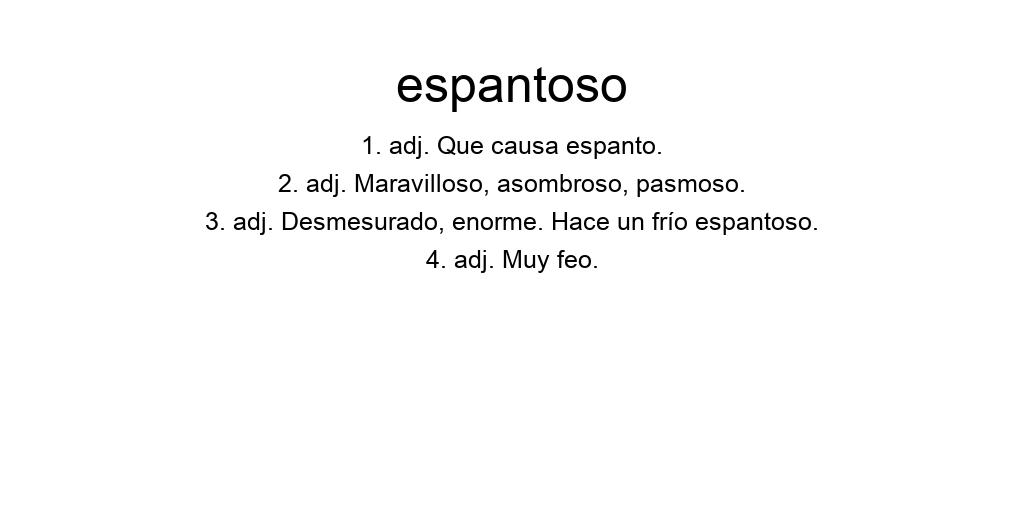 espantoso
1. adj. Que causa espanto.
2. adj. Maravilloso, asombroso, pasmoso.
3. adj. Desmesurado, enorme. Hace un frío espantoso.
4. adj. Muy feo.